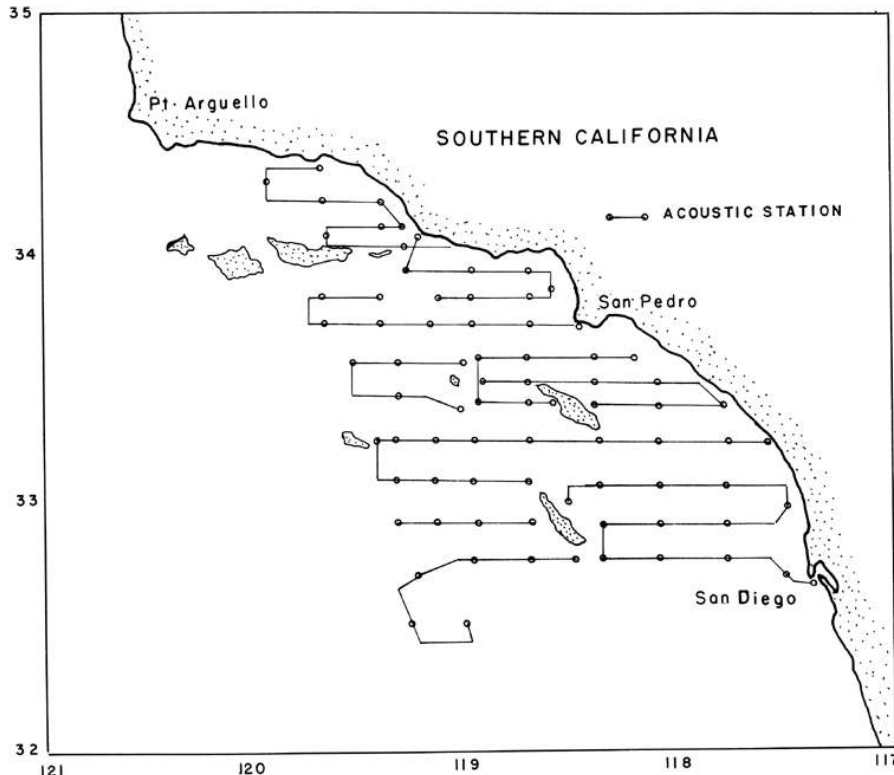 35
Pt. Arguello
SOUTHERN CALIFORNIA
ACOUSTIC STATION
34
San Pedro
33
San Diego
32
121
120
119
118
117